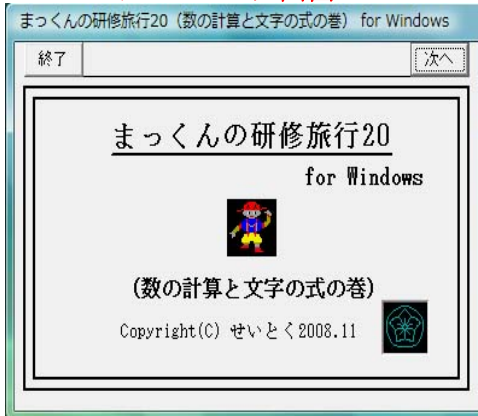 まっくんの研修旅行20（数の計算と文字の式の巻） for Windows
終了
次へ
まっくんの研修旅行20
for Windows
(数の計算と文字の式の巻)
Copyright(C) せいとく2008.11